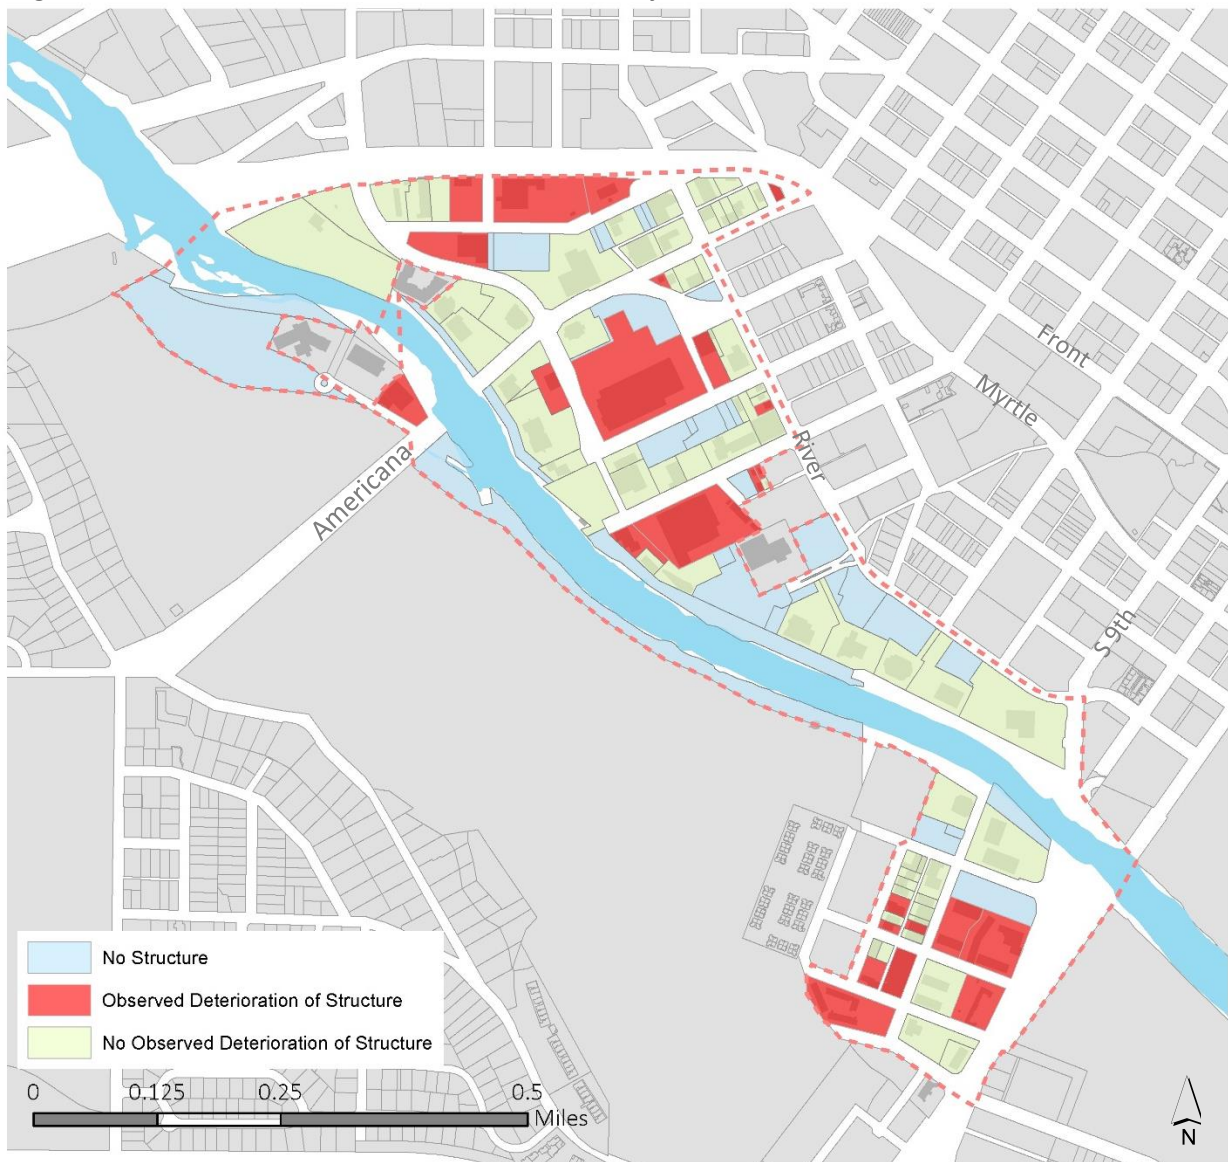 Front
Myrtle
River
Americana
S 9th
No Structure
Observed Deterioration of Structure
No Observed Deterioration of Structure
0 0.125 0.25 0.5
Miles
N